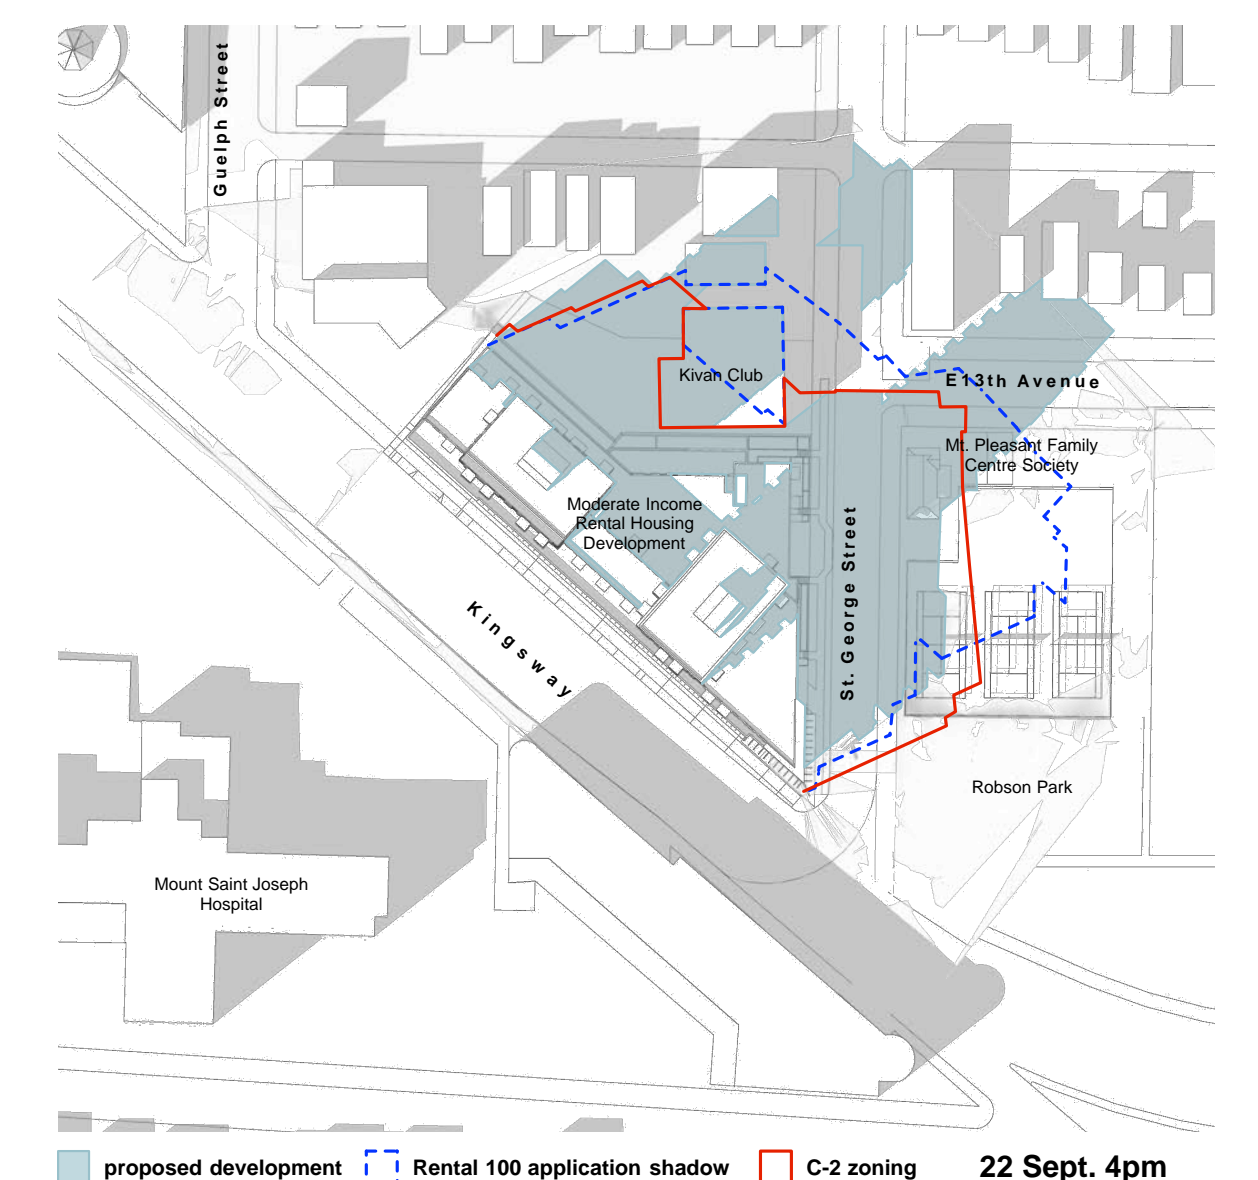 Guelph Street
Kivan Club
E13th Avenue
Mt. Pleasant Family
Centre Society
Moderate Income
Rental Housing
Development
St. George Street
Kingsway
Robson Park
Mount Saint Joseph
Hospital
proposed development
Rental 100 application shadow
C-2 zoning
22 Sept. 4pm